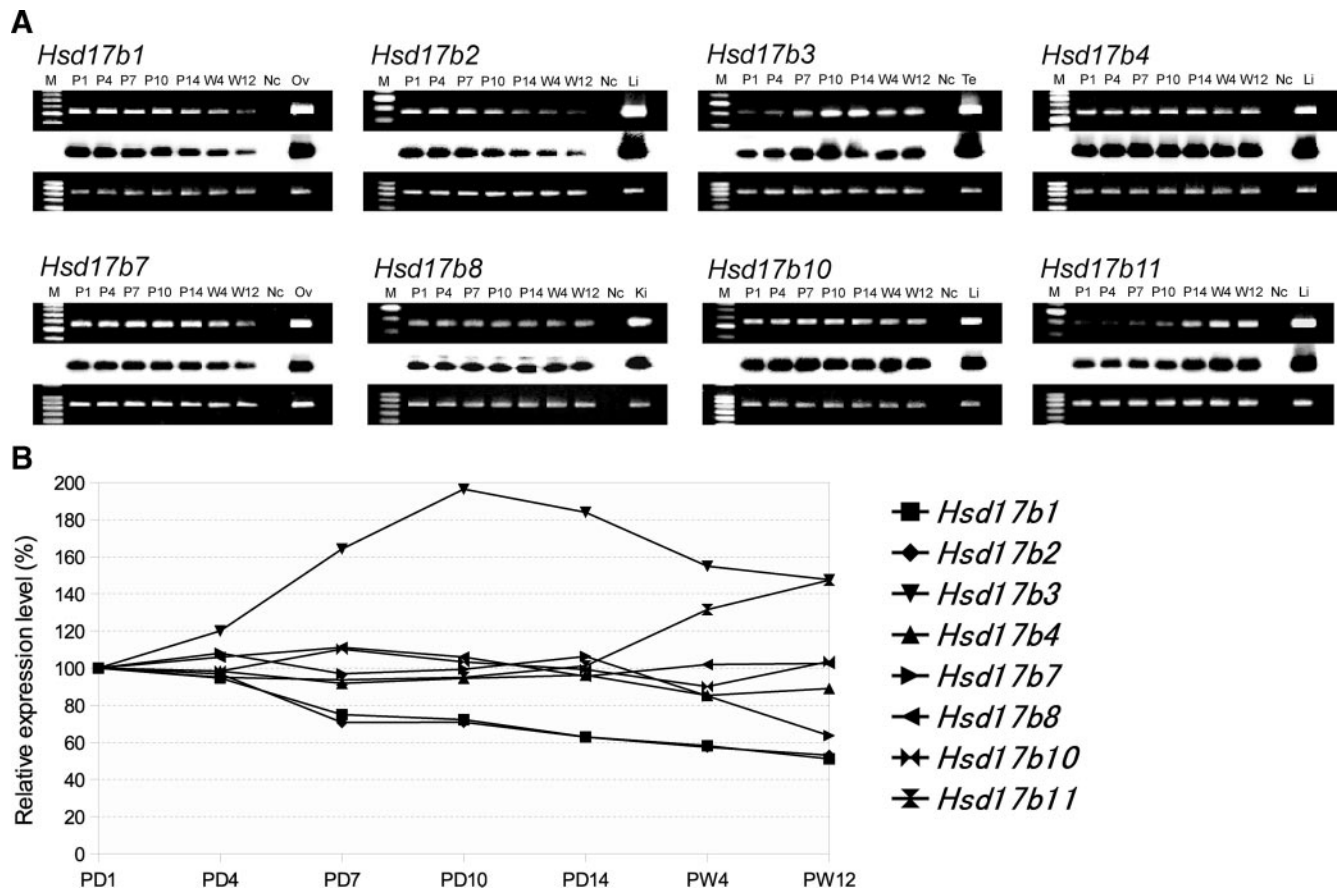 A
Hsd17b1 Hsd17b2 Hsd17b3 Hsd17b4
M P1 P4 P7 P10 P14 W4 W12 Nc Ov M P1 P4 P7 P10 P14 W4 W12 Nc Li M P1 P4 P7 P10 P14 W4 W12 Nc Te M P1 P4 P7 P10 P14 W4 W12 Nc Li
Hsd17b7 Hsd17b8 Hsd17b10 Hsd17b11
M P1 P4 P7 P10 P14 W4 W12 Nc Ov M P1 P4 P7 P10 P14 W4 W12 Nc Ki M P1 P4 P7 P10 P14 W4 W12 Nc Li M P1 P4 P7 P10 P14 W4 W12 Nc Li
B
Relative expression level (%)
200
180
160
140
120
100
80
60
40
20
0
PD1 PD4 PD7 PD10 PD14 PW4 PW12
Hsd17b1
Hsd17b2
Hsd17b3
Hsd17b4
Hsd17b7
Hsd17b8
Hsd17b10
Hsd17b11